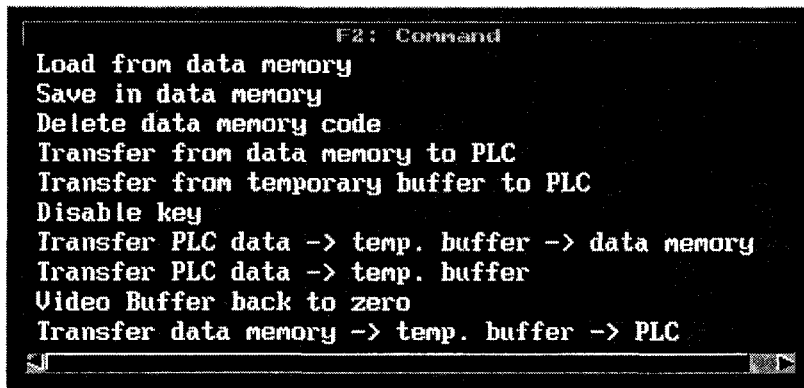 F2: Command
Load from data memory
Save in data memory
Delete data memory code
Transfer from data memory to PLC
Transfer from temporary buffer to PLC
Disable key
Transfer PLC data -> temp. buffer -> data memory
Transfer PLC data -> temp. buffer
Video Buffer back to zero
Transfer data memory -> temp. buffer -> PLC